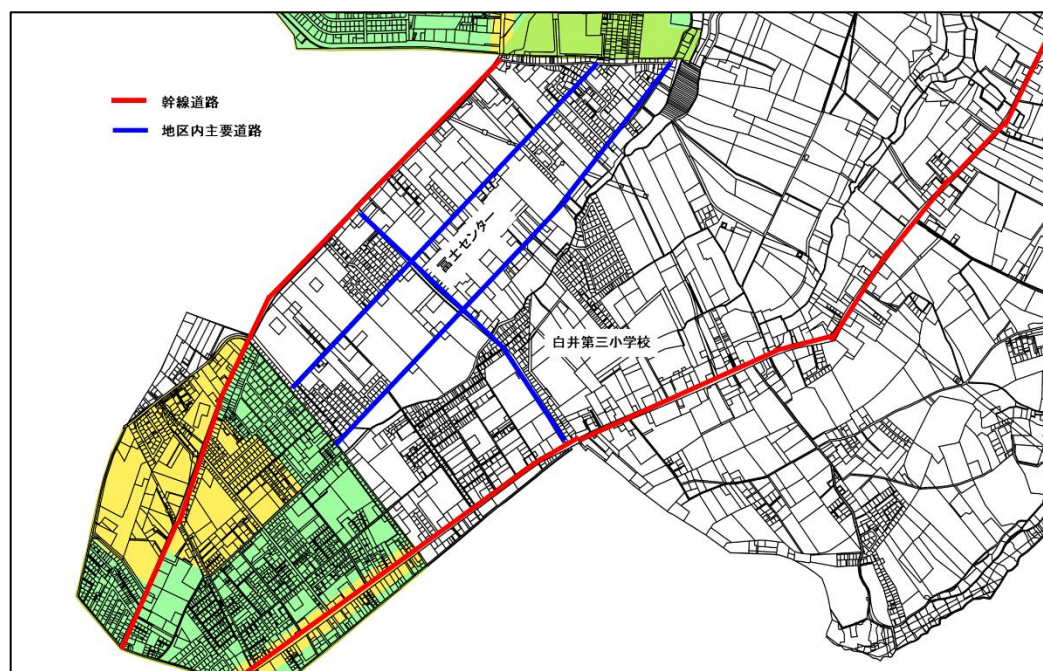 幹線道路
地区内主要道路
冨士センター
白井第三小学校